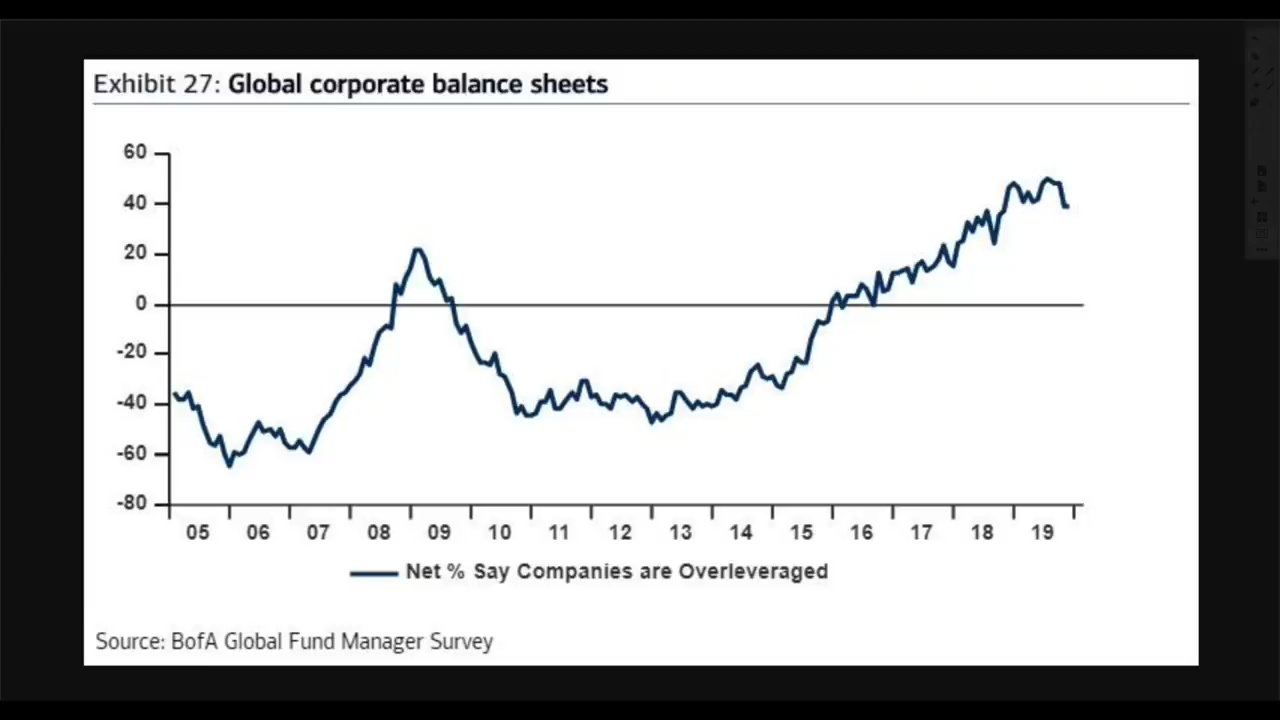 Exhibit 27: Global corporate balance sheets
60
40
20
0
-20
-40
-60
-80
05 06 07 08 09 10 11 12 13 14 15 16 17 18 19
Net % Say Companies are Overleveraged
Source: BofA Global Fund Manager Survey